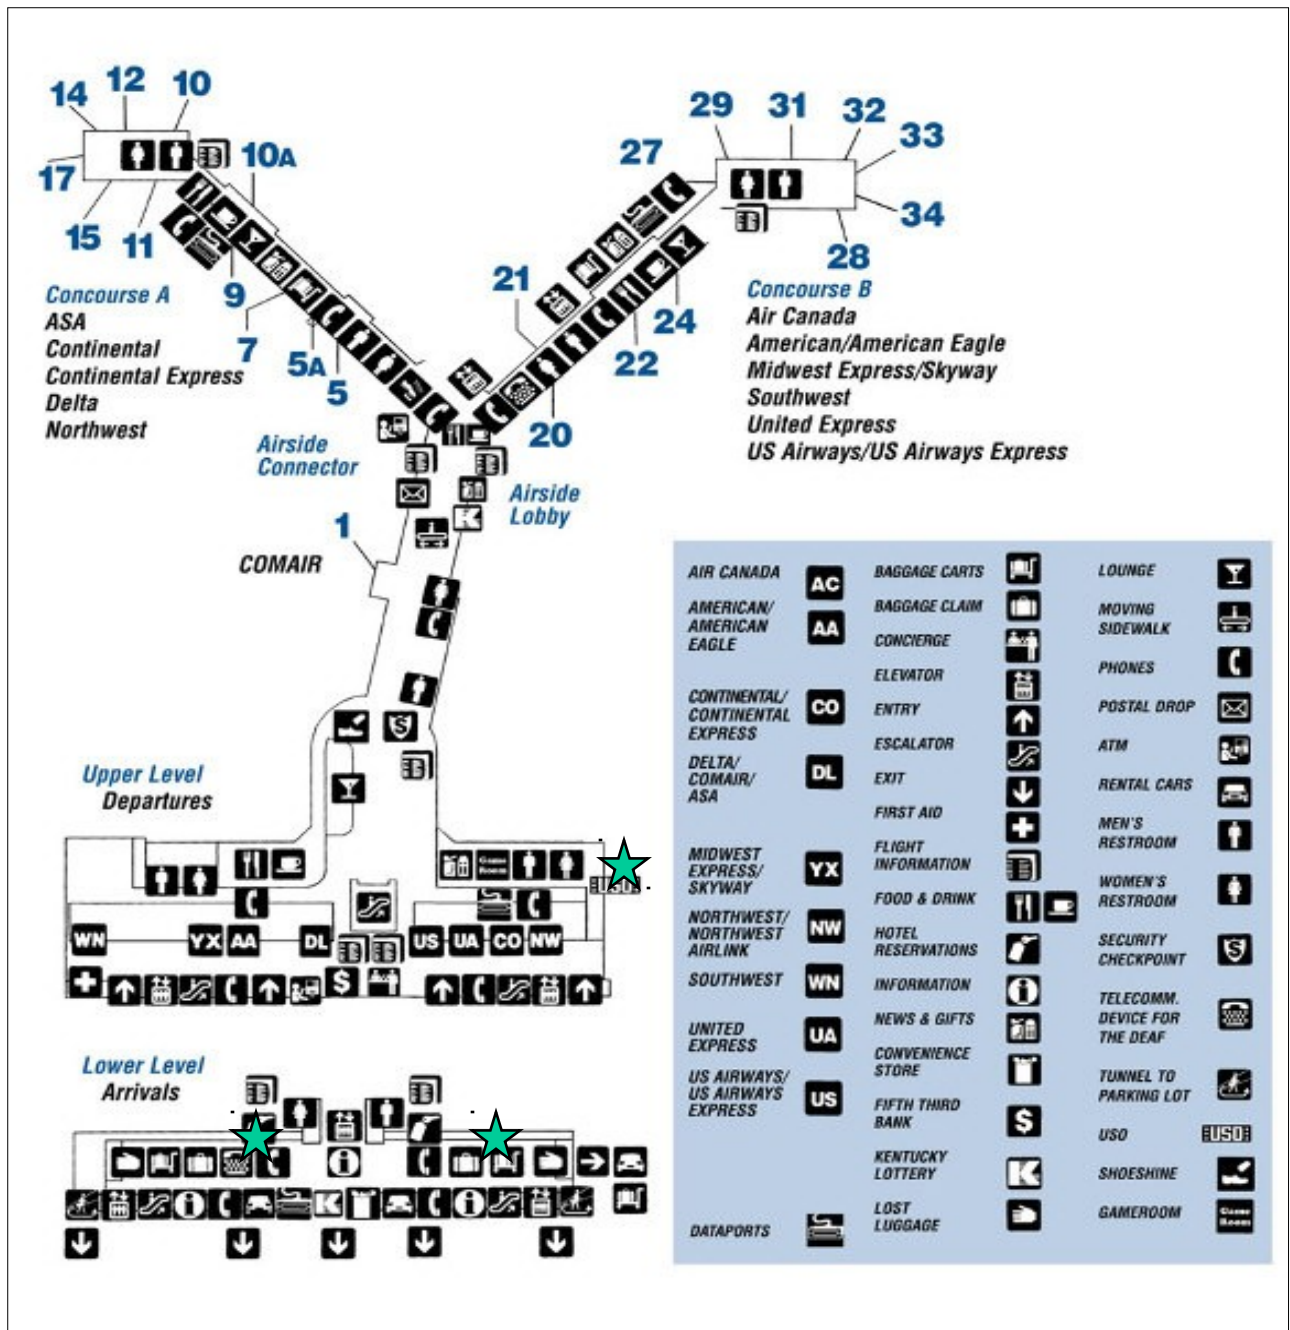 14
12
10
17
10A
15
11
9
7
5A
5
29
31
32
33
27
34
28
21
24
22
20
Concourse A
ASA
Continental
Continental Express
Delta
Northwest
Concourse B
Air Canada
American/American Eagle
Midwest Express/Skyway
Southwest
United Express
US Airways/US Airways Express
Airside
Connector
Airside
Lobby
K
1
COMAIR
S
Upper Level
Departures
Game
Room
USO
WN
YX
AA
DL
US
UA
CO
NW
$
Lower Level
Arrivals
i
i
K
i
AIR CANADA
AC
AMERICAN/
AMERICAN
EAGLE
AA
CONTINENTAL/
CONTINENTAL
EXPRESS
CO
DELTA/
COMAIR/
ASA
DL
MIDWEST
EXPRESS/
SKYWAY
YX
NORTHWEST/
NORTHWEST
AIRLINK
NW
SOUTHWEST
WN
UNITED
EXPRESS
UA
US AIRWAYS/
US AIRWAYS
EXPRESS
US
DATAPORTS
BAGGAGE CARTS
BAGGAGE CLAIM
CONCIERGE
ELEVATOR
ENTRY
ESCALATOR
EXIT
FIRST AID
FLIGHT
INFORMATION
FOOD & DRINK
HOTEL
RESERVATIONS
INFORMATION
i
NEWS & GIFTS
CONVENIENCE
STORE
FIFTH THIRD
BANK
$
KENTUCKY
LOTTERY
K
LOST
LUGGAGE
LOUNGE
MOVING
SIDEWALK
PHONES
POSTAL DROP
ATM
RENTAL CARS
MEN'S
RESTROOM
WOMEN'S
RESTROOM
SECURITY
CHECKPOINT
S
TELECOMM.
DEVICE FOR
THE DEAF
TUNNEL TO
PARKING LOT
USO
USO
SHOESHINE
GAMEROOM
Game
Room